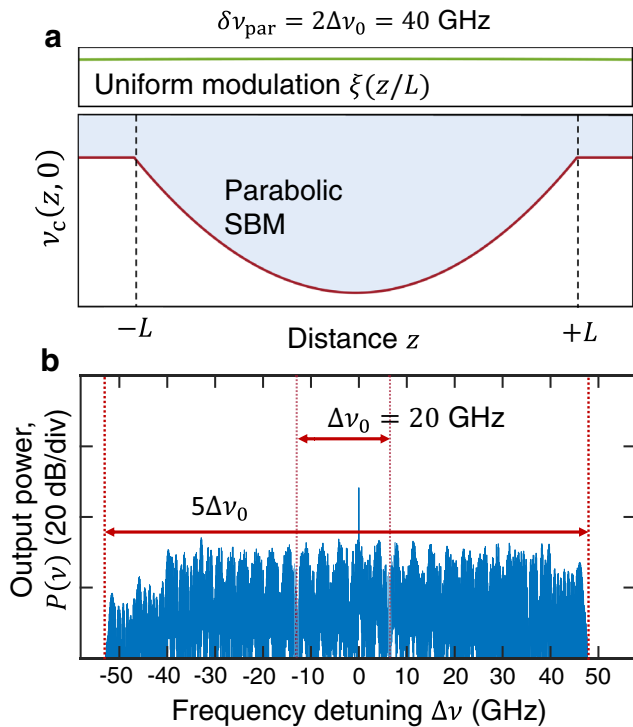 δν_par = 2Δν_0 = 40 GHz
a
Uniform modulation ξ(z/L)
ν_c(z, 0)
Parabolic
SBM
−L
Distance z
+L
b
Output power,
P(ν) (20 dB/div)
Δν_0 = 20 GHz
5Δν_0
-50 -40 -30 -20 -10 0 10 20 30 40 50
Frequency detuning Δν (GHz)